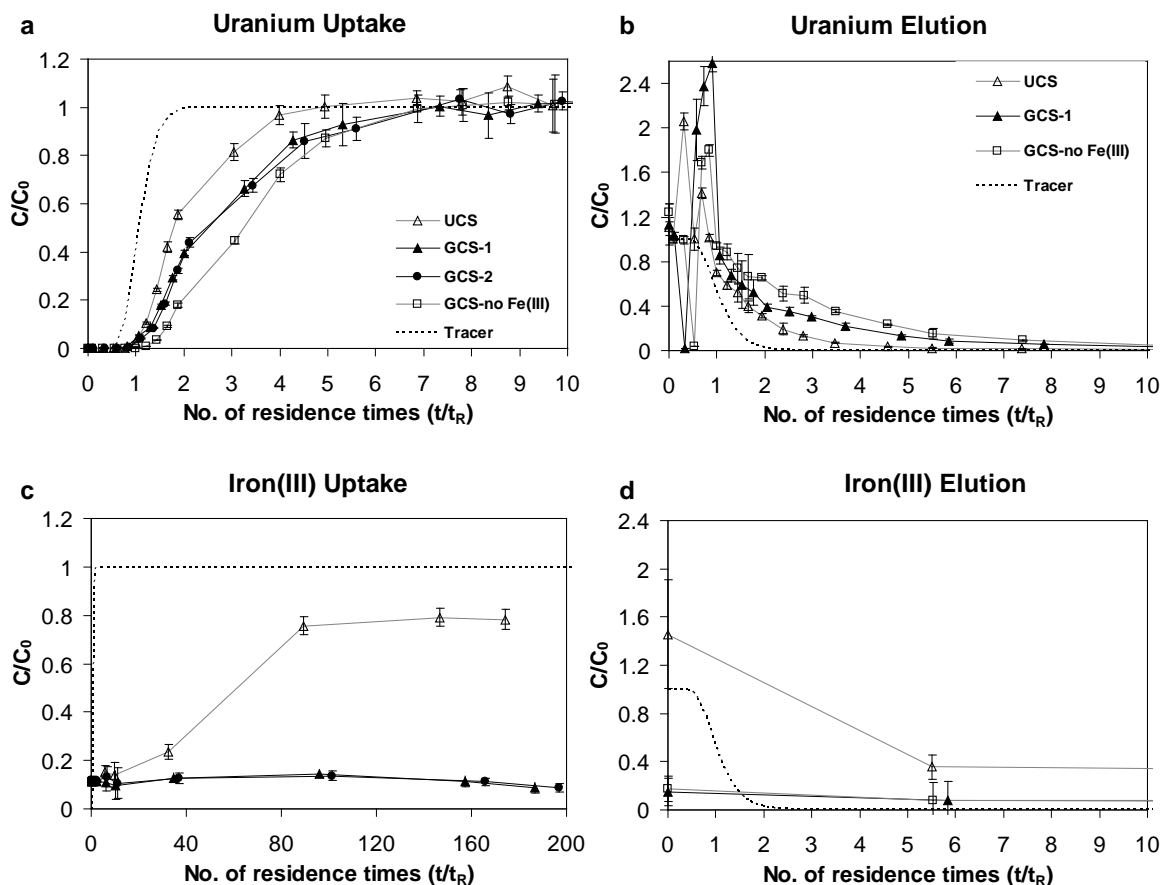 a
Uranium Uptake
1.2
1
0.8
0.6
0.4
0.2
0
C/C0
0 1 2 3 4 5 6 7 8 9 10
No. of residence times (t/tR)
UCS
GCS-1
GCS-2
GCS-no Fe(III)
Tracer
b
Uranium Elution
2.4
2
1.6
1.2
0.8
0.4
0
C/C0
0 1 2 3 4 5 6 7 8 9 10
No. of residence times (t/tR)
UCS
GCS-1
GCS-no Fe(III)
Tracer
c
Iron(III) Uptake
1.2
1
0.8
0.6
0.4
0.2
0
C/C0
0 40 80 120 160 200
No. of residence times (t/tR)
d
Iron(III) Elution
2.4
2
1.6
1.2
0.8
0.4
0
C/C0
0 1 2 3 4 5 6 7 8 9 10
No. of residence times (t/tR)